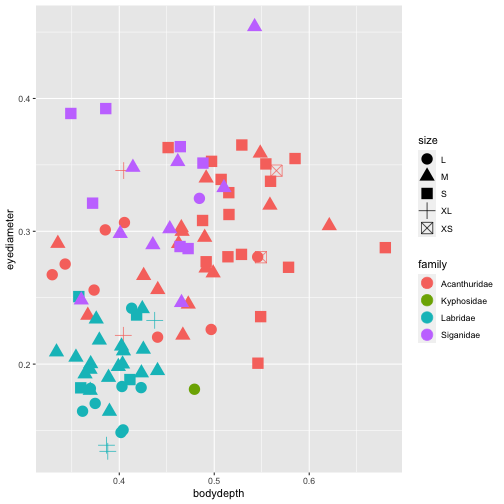 0.4
0.3
0.2
eyediameter
0.4
0.5
0.6
bodydepth
size
L
M
S
XL
XS
family
Acanthuridae
Kyphosidae
Labridae
Siganidae